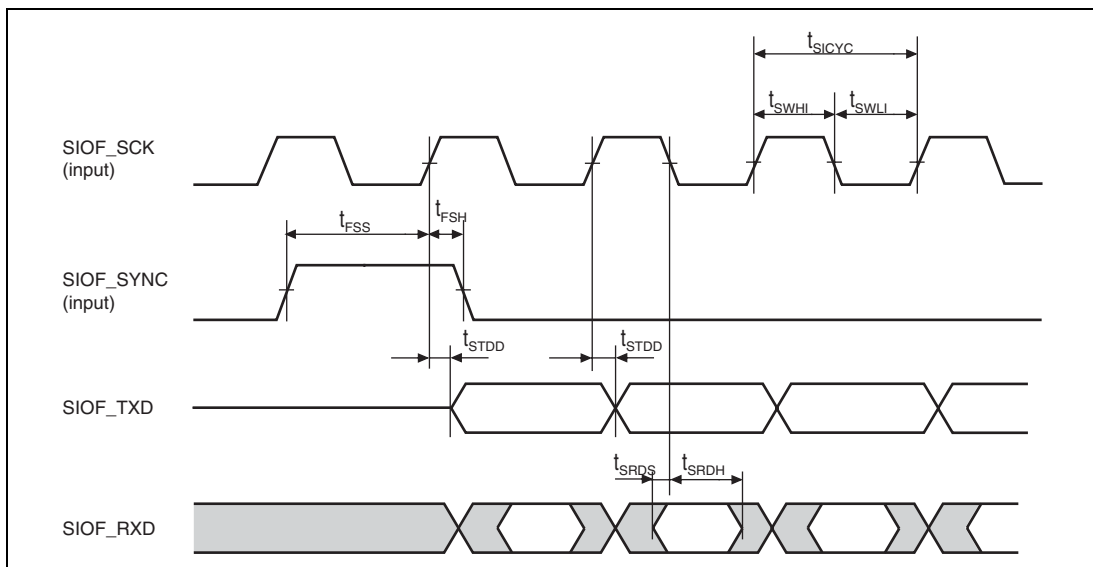 tSICYC
tSWHI tSWLI
SIOF_SCK
(input)
tFSS tFSH
SIOF_SYNC
(input)
tSTDD tSTDD
SIOF_TXD
tSRDS tSRDH
SIOF_RXD